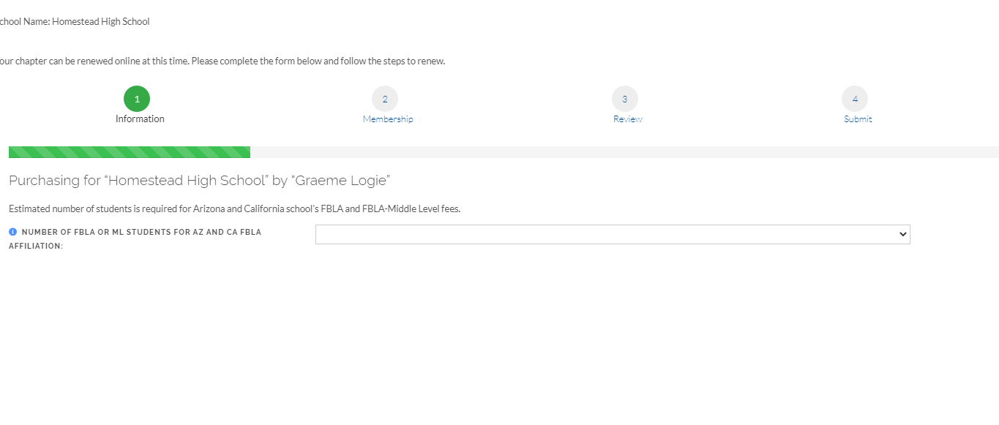 chool Name: Homestead High School
our chapter can be renewed online at this time. Please complete the form below and follow the steps to renew.
1
2
3
4
Information
Membership
Review
Submit
Purchasing for “Homestead High School” by “Graeme Logie”
Estimated number of students is required for Arizona and California school's FBLA and FBLA-Middle Level fees.
NUMBER OF FBLA OR ML STUDENTS FOR AZ AND CA FBLA
AFFILIATION: